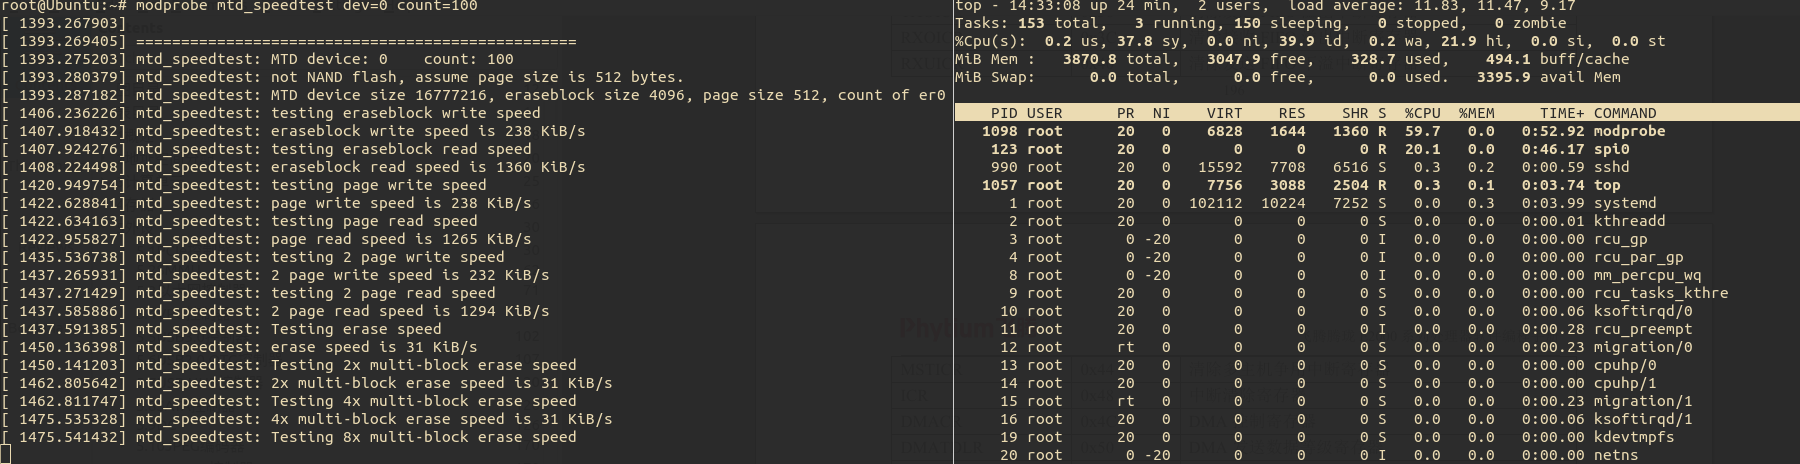 root@Ubuntu:~# modprobe mtd_speedtest dev=0 count=100
[ 1393.267903]
[ 1393.269405] =================================================
[ 1393.275203] mtd_speedtest: MTD device: 0    count: 100
[ 1393.280379] mtd_speedtest: not NAND flash, assume page size is 512 bytes.
[ 1393.287182] mtd_speedtest: MTD device size 16777216, eraseblock size 4096, page size 512, count of er0
[ 1406.236226] mtd_speedtest: testing eraseblock write speed
[ 1407.918432] mtd_speedtest: eraseblock write speed is 238 KiB/s
[ 1407.924276] mtd_speedtest: testing eraseblock read speed
[ 1408.224498] mtd_speedtest: eraseblock read speed is 1360 KiB/s
[ 1420.949754] mtd_speedtest: testing page write speed
[ 1422.628841] mtd_speedtest: page write speed is 238 KiB/s
[ 1422.634163] mtd_speedtest: testing page read speed
[ 1422.955827] mtd_speedtest: page read speed is 1265 KiB/s
[ 1435.536738] mtd_speedtest: testing 2 page write speed
[ 1437.265931] mtd_speedtest: 2 page write speed is 232 KiB/s
[ 1437.271429] mtd_speedtest: testing 2 page read speed
[ 1437.585886] mtd_speedtest: 2 page read speed is 1294 KiB/s
[ 1437.591385] mtd_speedtest: Testing erase speed
[ 1450.136398] mtd_speedtest: erase speed is 31 KiB/s
[ 1450.141203] mtd_speedtest: Testing 2x multi-block erase speed
[ 1462.805642] mtd_speedtest: 2x multi-block erase speed is 31 KiB/s
[ 1462.811747] mtd_speedtest: Testing 4x multi-block erase speed
[ 1475.535328] mtd_speedtest: 4x multi-block erase speed is 31 KiB/s
[ 1475.541432] mtd_speedtest: Testing 8x multi-block erase speed
top - 14:33:08 up 24 min,  2 users,  load average: 11.83, 11.47, 9.17
Tasks: 153 total,   3 running, 150 sleeping,   0 stopped,   0 zombie
%Cpu(s):  0.2 us, 37.8 sy,  0.0 ni, 39.9 id,  0.2 wa, 21.9 hi,  0.0 si,  0.0 st
MiB Mem :   3870.8 total,   3047.9 free,    328.7 used,    494.1 buff/cache
MiB Swap:      0.0 total,      0.0 free,      0.0 used.   3395.9 avail Mem
PID USER      PR  NI    VIRT    RES    SHR S  %CPU  %MEM     TIME+ COMMAND
1098 root      20   0    6828   1644   1360 R  59.7   0.0   0:52.92 modprobe
123 root      20   0       0      0      0 R  20.1   0.0   0:46.17 spi0
990 root      20   0   15592   7708   6516 S   0.3   0.2   0:00.59 sshd
1057 root      20   0    7756   3088   2504 R   0.3   0.1   0:03.74 top
1 root      20   0  102112  10224   7252 S   0.0   0.3   0:03.99 systemd
2 root      20   0       0      0      0 S   0.0   0.0   0:00.01 kthreadd
3 root       0 -20       0      0      0 I   0.0   0.0   0:00.00 rcu_gp
4 root       0 -20       0      0      0 I   0.0   0.0   0:00.00 rcu_par_gp
8 root       0 -20       0      0      0 I   0.0   0.0   0:00.00 mm_percpu_wq
9 root      20   0       0      0      0 S   0.0   0.0   0:00.00 rcu_tasks_kthre
10 root      20   0       0      0      0 S   0.0   0.0   0:00.06 ksoftirqd/0
11 root      20   0       0      0      0 I   0.0   0.0   0:00.28 rcu_preempt
12 root      rt   0       0      0      0 S   0.0   0.0   0:00.23 migration/0
13 root      20   0       0      0      0 S   0.0   0.0   0:00.00 cpuhp/0
14 root      20   0       0      0      0 S   0.0   0.0   0:00.00 cpuhp/1
15 root      rt   0       0      0      0 S   0.0   0.0   0:00.23 migration/1
16 root      20   0       0      0      0 S   0.0   0.0   0:00.06 ksoftirqd/1
19 root      20   0       0      0      0 S   0.0   0.0   0:00.00 kdevtmpfs
20 root       0 -20       0      0      0 I   0.0   0.0   0:00.00 netns